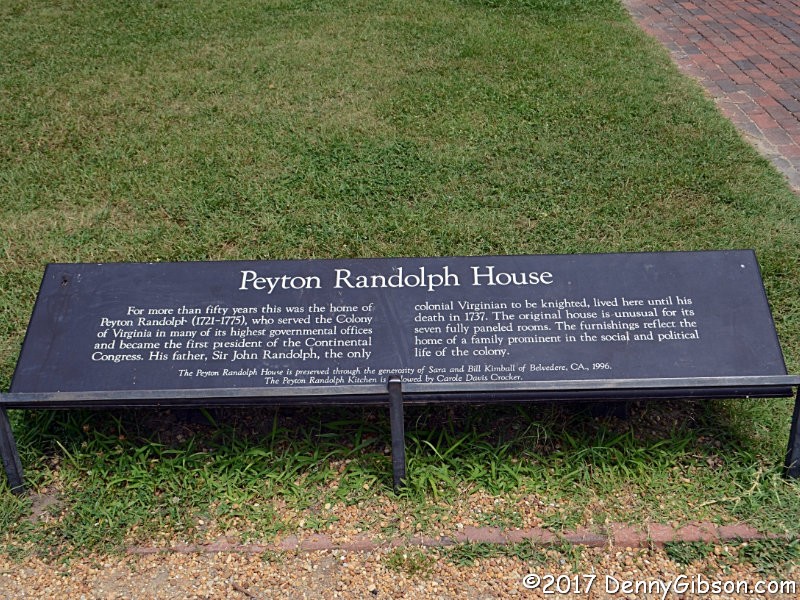 Peyton Randolph House
For more than fifty years this was the home of
Peyton Randolph (1721–1775), who served the Colony
of Virginia in many of its highest governmental offices
and became the first president of the Continental
Congress. His father, Sir John Randolph, the only
colonial Virginian to be knighted, lived here until his
death in 1737. The original house is unusual for its
seven fully paneled rooms. The furnishings reflect the
home of a family prominent in the social and political
life of the colony.
The Peyton Randolph House is preserved through the generosity of Sara and Bill Kimball of Belvedere, CA., 1996.
The Peyton Randolph Kitchen is endowed by Carole Davis Crocker.
©2017 DennyGibson.com